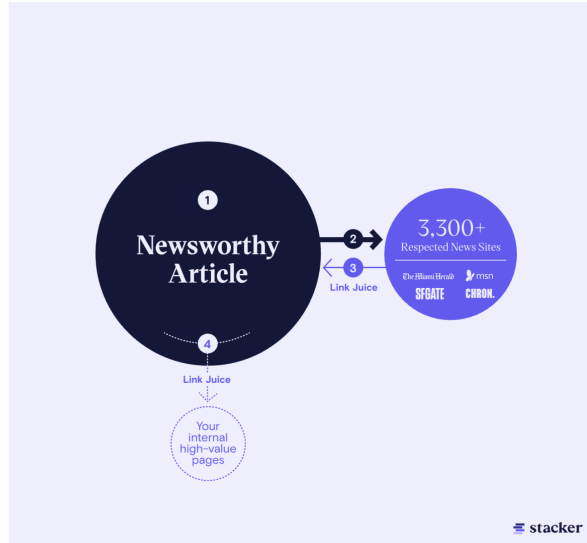 1
Newsworthy
Article
2
3
Link Juice
3,300+
Respected News Sites
The Miami Herald
msn
SFGATE
CHRON.
4
Link Juice
Your
internal
high-value
pages
stacker